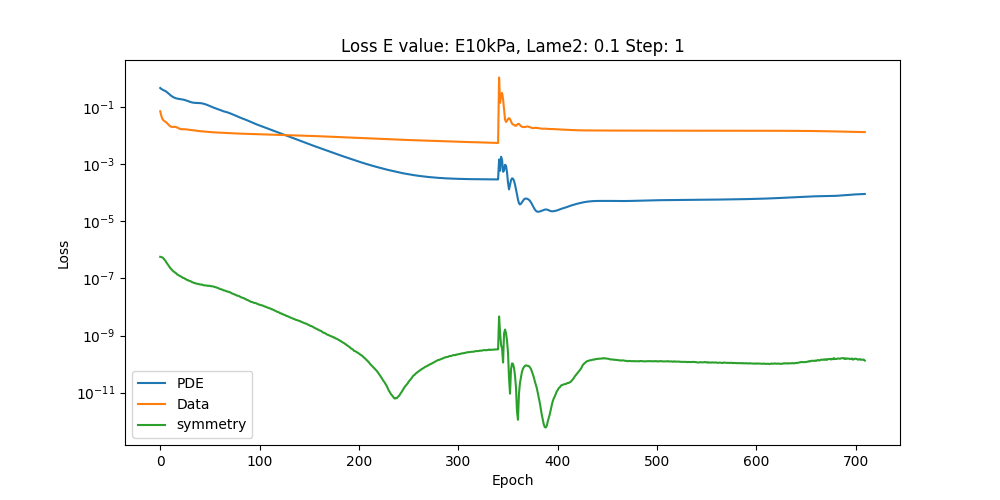 Loss E value: E10kPa, Lame2: 0.1 Step: 1
10⁻¹
10⁻³
10⁻⁵
10⁻⁷
10⁻⁹
10⁻¹¹
Loss
PDE
Data
symmetry
0 100 200 300 400 500 600 700
Epoch